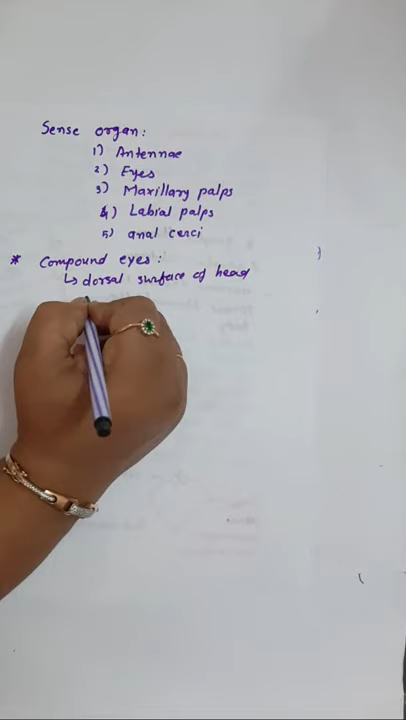 Sense organ:
1) Antennae
2) Eyes
3) Maxillary palps
4) Labial palps
5) anal cerci
* Compound eyes:
↳ dorsal surface of head